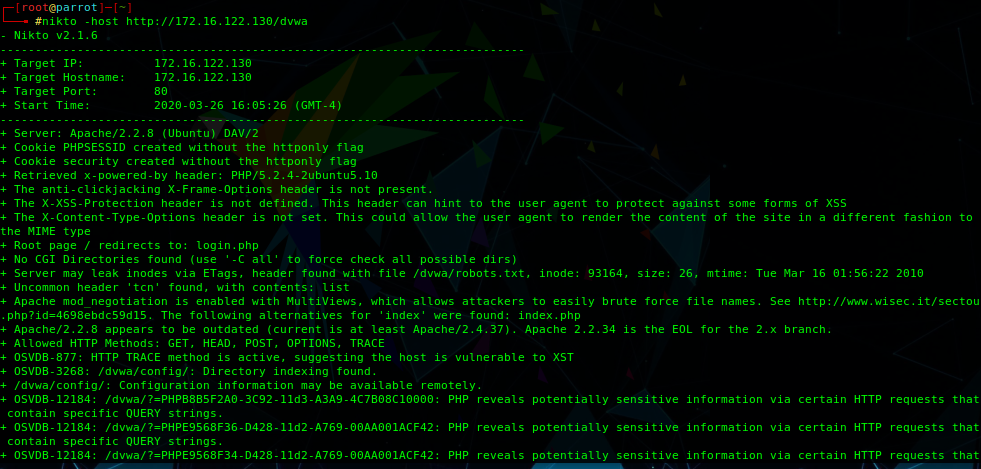 ┌─[root@parrot]─[~]
└──╼ #nikto -host http://172.16.122.130/dvwa
- Nikto v2.1.6
---------------------------------------------------------------------------
+ Target IP:          172.16.122.130
+ Target Hostname:    172.16.122.130
+ Target Port:        80
+ Start Time:         2020-03-26 16:05:26 (GMT-4)
---------------------------------------------------------------------------
+ Server: Apache/2.2.8 (Ubuntu) DAV/2
+ Cookie PHPSESSID created without the httponly flag
+ Cookie security created without the httponly flag
+ Retrieved x-powered-by header: PHP/5.2.4-2ubuntu5.10
+ The anti-clickjacking X-Frame-Options header is not present.
+ The X-XSS-Protection header is not defined. This header can hint to the user agent to protect against some forms of XSS
+ The X-Content-Type-Options header is not set. This could allow the user agent to render the content of the site in a different fashion to
the MIME type
+ Root page / redirects to: login.php
+ No CGI Directories found (use '-C all' to force check all possible dirs)
+ Server may leak inodes via ETags, header found with file /dvwa/robots.txt, inode: 93164, size: 26, mtime: Tue Mar 16 01:56:22 2010
+ Uncommon header 'tcn' found, with contents: list
+ Apache mod_negotiation is enabled with MultiViews, which allows attackers to easily brute force file names. See http://www.wisec.it/sectou
.php?id=4698ebdc59d15. The following alternatives for 'index' were found: index.php
+ Apache/2.2.8 appears to be outdated (current is at least Apache/2.4.37). Apache 2.2.34 is the EOL for the 2.x branch.
+ Allowed HTTP Methods: GET, HEAD, POST, OPTIONS, TRACE
+ OSVDB-877: HTTP TRACE method is active, suggesting the host is vulnerable to XST
+ OSVDB-3268: /dvwa/config/: Directory indexing found.
+ /dvwa/config/: Configuration information may be available remotely.
+ OSVDB-12184: /dvwa/?=PHPB8B5F2A0-3C92-11d3-A3A9-4C7B08C10000: PHP reveals potentially sensitive information via certain HTTP requests that
contain specific QUERY strings.
+ OSVDB-12184: /dvwa/?=PHPE9568F36-D428-11d2-A769-00AA001ACF42: PHP reveals potentially sensitive information via certain HTTP requests that
contain specific QUERY strings.
+ OSVDB-12184: /dvwa/?=PHPE9568F34-D428-11d2-A769-00AA001ACF42: PHP reveals potentially sensitive information via certain HTTP requests that